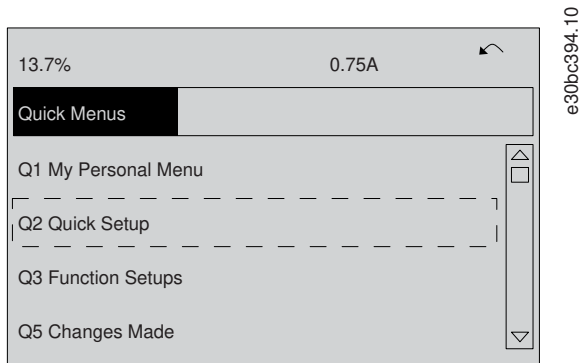 13.7% 0.75A
Quick Menus
Q1 My Personal Menu
Q2 Quick Setup
Q3 Function Setups
Q5 Changes Made
e30bc394.10